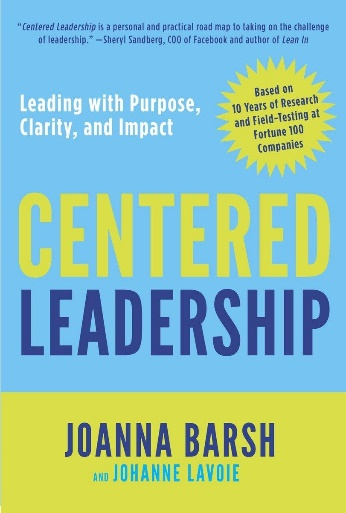 “Centered Leadership is a personal and practical road map to taking on the challenge
of leadership.” —Sheryl Sandberg, COO of Facebook and author of Lean In
Leading with Purpose,
Clarity, and Impact
Based on
10 Years of Research
and Field-Testing at
Fortune 100
Companies
CENTERED
LEADERSHIP
JOANNA BARSH
AND JOHANNE LAVOIE